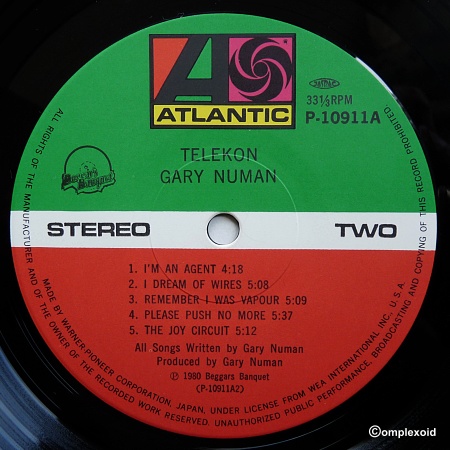 ATLANTIC
33⅓RPM
P-10911A
TELEKON
GARY NUMAN
Beggars Banquet
STEREO
TWO
1. I'M AN AGENT 4:18
2. I DREAM OF WIRES 5:08
3. REMEMBER I WAS VAPOUR 5:09
4. PLEASE PUSH NO MORE 5:37
5. THE JOY CIRCUIT 5:12
All Songs Written by Gary Numan
Produced by Gary Numan
Ⓟ 1980 Beggars Banquet
(P-10911A2)
ALL RIGHTS OF THE MANUFACTURER AND OF THE OWNER OF THE RECORDED WORK RESERVED. UNAUTHORIZED PUBLIC PERFORMANCE, BROADCASTING AND COPYING OF THIS RECORD PROHIBITED.
MADE BY WARNER-PIONEER CORPORATION, JAPAN, UNDER LICENSE FROM WEA INTERNATIONAL INC., U.S.A.
©omplexoid